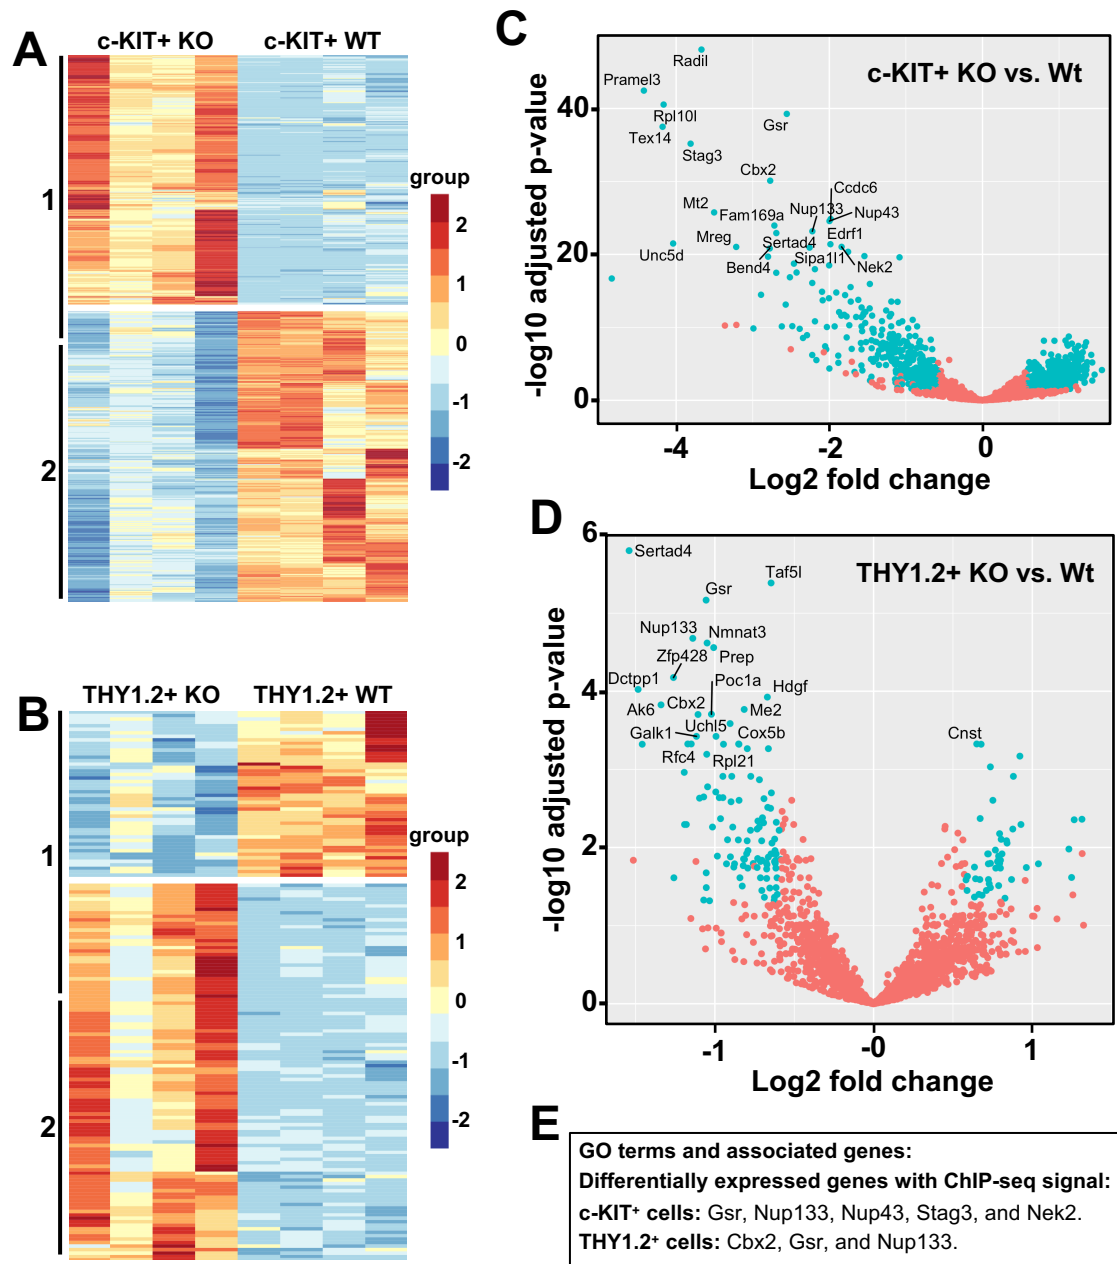 A
c-KIT+ KO
c-KIT+ WT
1
2
group
2
1
0
-1
-2
B
THY1.2+ KO
THY1.2+ WT
1
2
group
2
1
0
-1
-2
C
c-KIT+ KO vs. Wt
-log10 adjusted p-value
40
20
0
Radil
Pramel3
Rpl10l
Tex14
Gsr
Stag3
Cbx2
Ccdc6
Mt2
Fam169a
Nup133
Nup43
Mreg
Sertad4
Edrf1
Unc5d
Bend4
Sipa1l1
Nek2
-4
-2
0
Log2 fold change
D
THY1.2+ KO vs. Wt
-log10 adjusted p-value
6
4
2
0
Sertad4
Taf5l
Gsr
Nup133
Nmnat3
Zfp428
Prep
Dctpp1
Poc1a
Hdgf
Ak6
Cbx2
Me2
Galk1
Uchl5
Cox5b
Cnst
Rfc4
Rpl21
-1
-0
1
Log2 fold change
E
GO terms and associated genes:
Differentially expressed genes with ChIP-seq signal:
c-KIT⁺ cells: Gsr, Nup133, Nup43, Stag3, and Nek2.
THY1.2⁺ cells: Cbx2, Gsr, and Nup133.